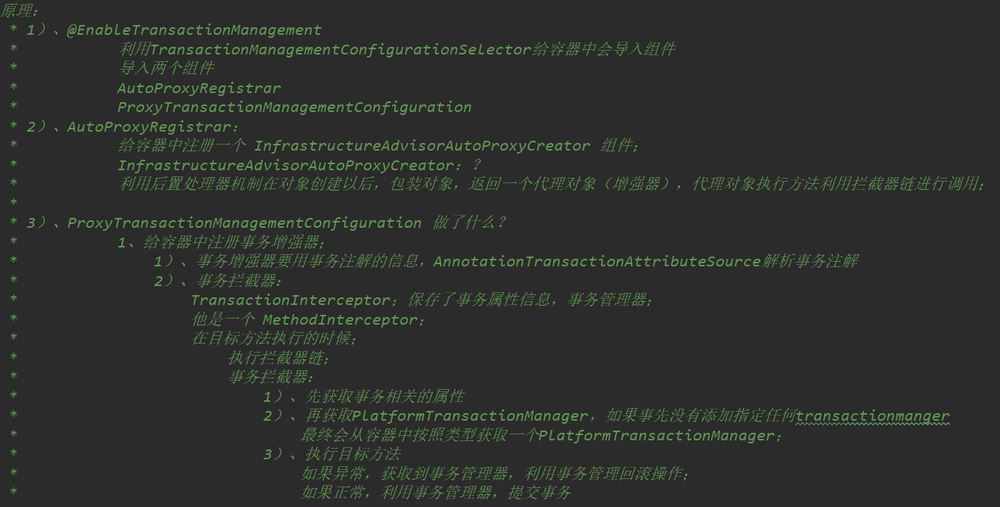 原理：
* 1）、@EnableTransactionManagement
* 利用TransactionManagementConfigurationSelector给容器中会导入组件
* 导入两个组件
* AutoProxyRegistrar
* ProxyTransactionManagementConfiguration
* 2）、AutoProxyRegistrar：
* 给容器中注册一个 InfrastructureAdvisorAutoProxyCreator 组件；
* InfrastructureAdvisorAutoProxyCreator：？
* 利用后置处理器机制在对象创建以后，包装对象，返回一个代理对象（增强器），代理对象执行方法利用拦截器链进行调用；
*
* 3）、ProxyTransactionManagementConfiguration 做了什么？
* 1、给容器中注册事务增强器；
* 1）、事务增强器要用事务注解的信息，AnnotationTransactionAttributeSource解析事务注解
* 2）、事务拦截器：
* TransactionInterceptor；保存了事务属性信息，事务管理器；
* 他是一个 MethodInterceptor；
* 在目标方法执行的时候；
* 执行拦截器链；
* 事务拦截器：
* 1）、先获取事务相关的属性
* 2）、再获取PlatformTransactionManager，如果事先没有添加指定任何transactionmanger
* 最终会从容器中按照类型获取一个PlatformTransactionManager；
* 3）、执行目标方法
* 如果异常，获取到事务管理器，利用事务管理回滚操作；
* 如果正常，利用事务管理器，提交事务